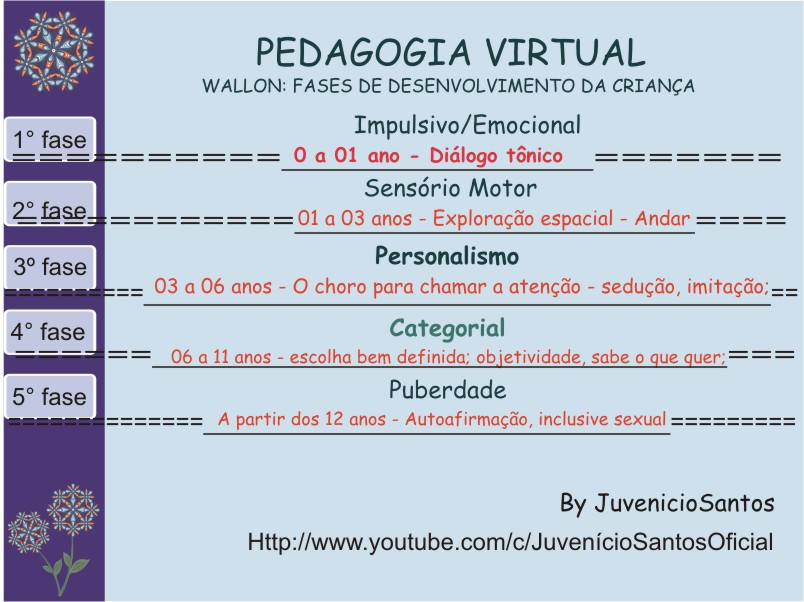 PEDAGOGIA VIRTUAL
WALLON: FASES DE DESENVOLVIMENTO DA CRIANÇA
1° fase
Impulsivo/Emocional
0 a 01 ano - Diálogo tônico
2° fase
Sensório Motor
01 a 03 anos - Exploração espacial - Andar
3º fase
Personalismo
03 a 06 anos - O choro para chamar a atenção - sedução, imitação;
4° fase
Categorial
06 a 11 anos - escolha bem definida; objetividade, sabe o que quer;
5° fase
Puberdade
A partir dos 12 anos - Autoafirmação, inclusive sexual
By JuvenicioSantos
Http://www.youtube.com/c/JuvenícioSantosOficial